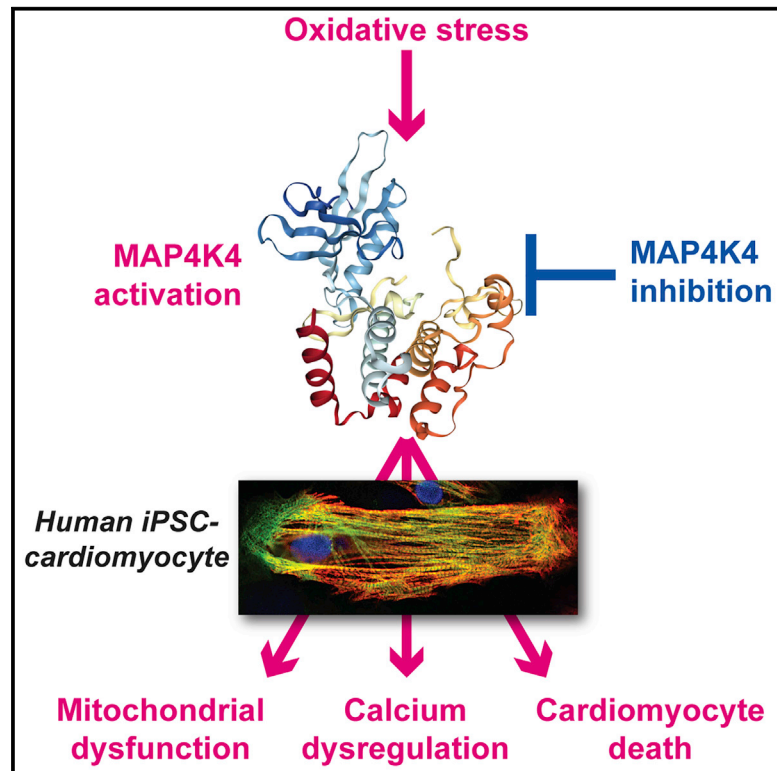 Oxidative stress
MAP4K4
activation
MAP4K4
inhibition
Human iPSC-
cardiomyocyte
Mitochondrial
dysfunction
Calcium
dysregulation
Cardiomyocyte
death